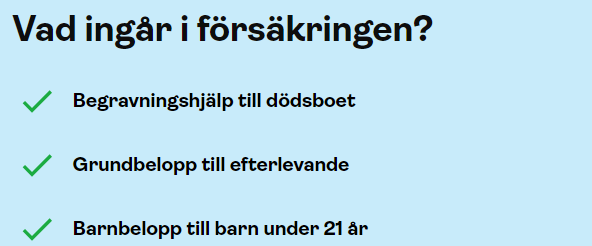 Vad ingår i försäkringen?
Begravningshjälp till dödsboet
Grundbelopp till efterlevande
Barnbelopp till barn under 21 år